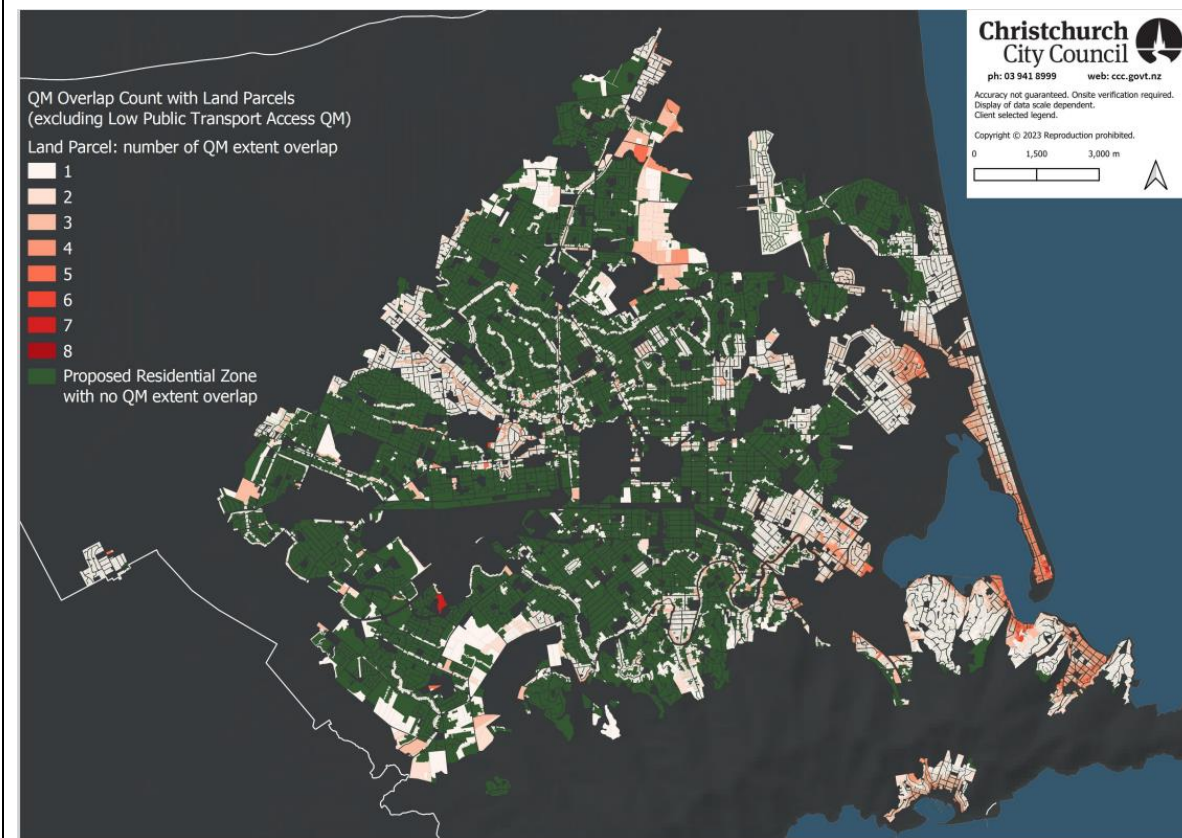 QM Overlap Count with Land Parcels
(excluding Low Public Transport Access QM)
Land Parcel: number of QM extent overlap
1
2
3
4
5
6
7
8
Proposed Residential Zone
with no QM extent overlap
Christchurch
City Council
ph: 03 941 8999 web: ccc.govt.nz
Accuracy not guaranteed. Onsite verification required.
Display of data scale dependent.
Client selected legend.
Copyright © 2023 Reproduction prohibited.
0 1,500 3,000 m